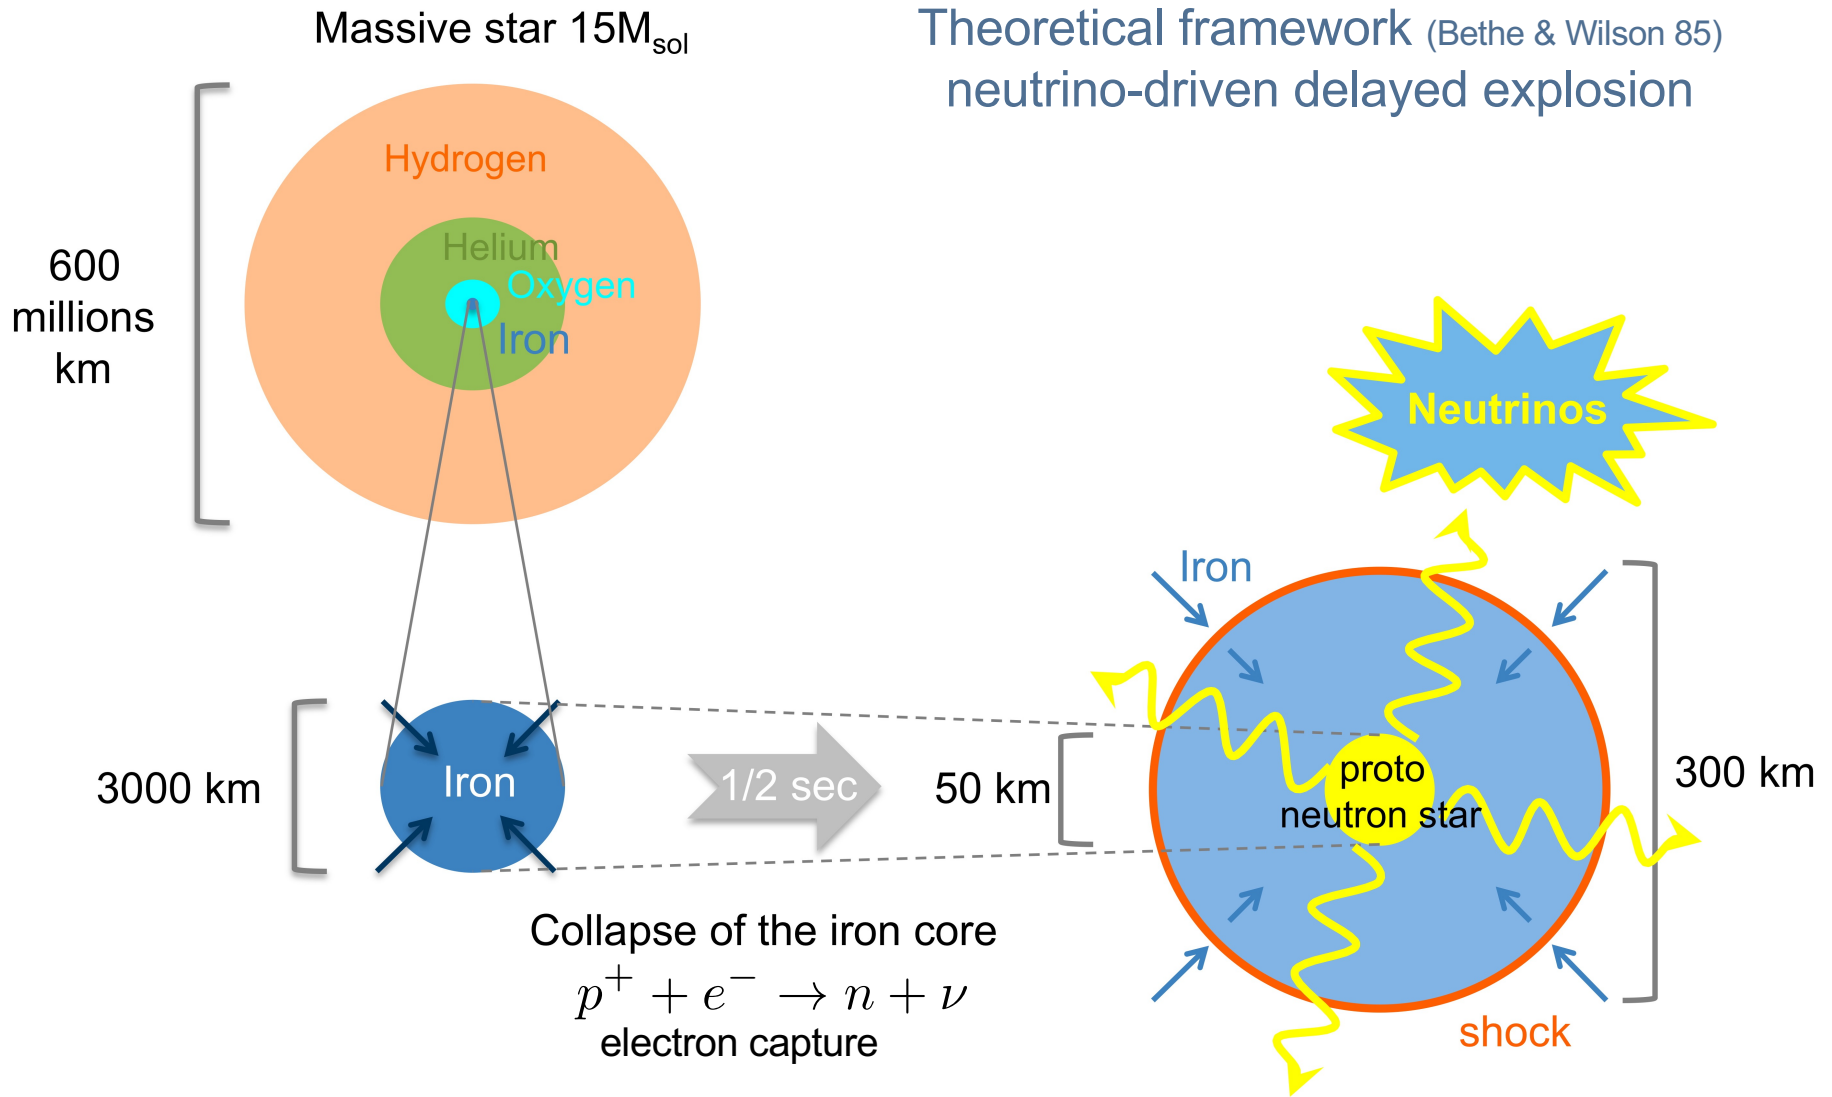 Massive star 15M_sol
Theoretical framework (Bethe & Wilson 85)
neutrino-driven delayed explosion
Hydrogen
Helium
Oxygen
Iron
600
millions
km
Neutrinos
Iron
3000 km
Iron
1/2 sec
50 km
proto
neutron star
300 km
Collapse of the iron core
p⁺ + e⁻ → n + ν
electron capture
shock